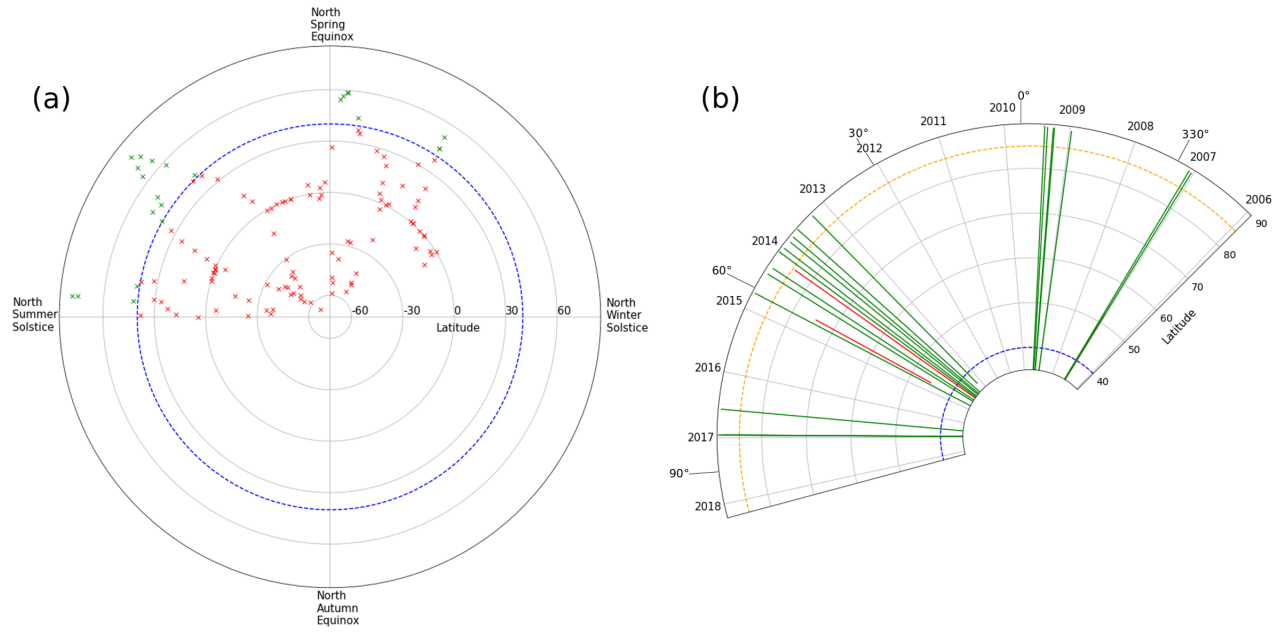 (a)
North
Spring
Equinox
North
Summer
Solstice
-60
-30
0
30
60
Latitude
North
Winter
Solstice
North
Autumn
Equinox
(b)
0°
2010
2009
2011
2008
30°
2012
330°
2007
2013
2006
90
2014
80
60°
70
2015
60
Latitude
50
2016
40
2017
90°
2018